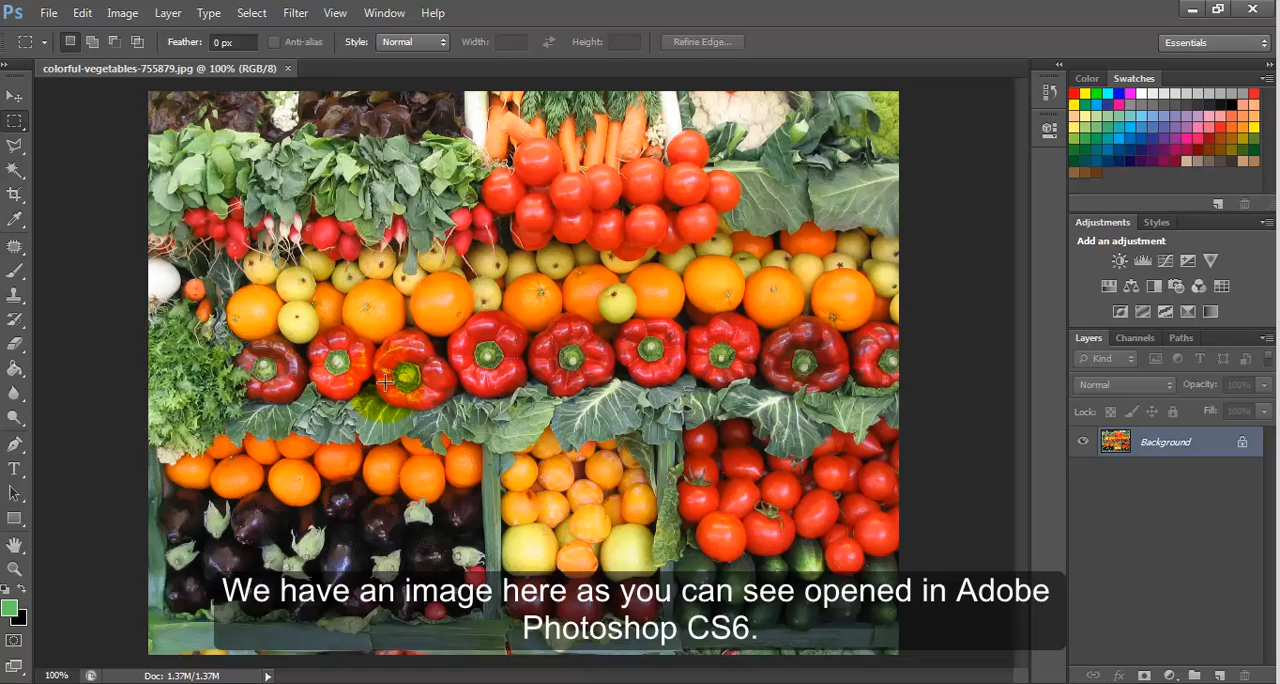 Ps File Edit Image Layer Type Select Filter View Window Help
Feather: 0 px Anti-alias Style: Normal Width: Height: Refine Edge... Essentials
colorful-vegetables-755879.jpg @ 100% (RGB/8) ×
Color Swatches
Adjustments Styles
Add an adjustment
Layers Channels Paths
Kind
Normal Opacity: 100%
Lock: Fill: 100%
Background
We have an image here as you can see opened in Adobe
Photoshop CS6.
100% Doc: 1.37M/1.37M